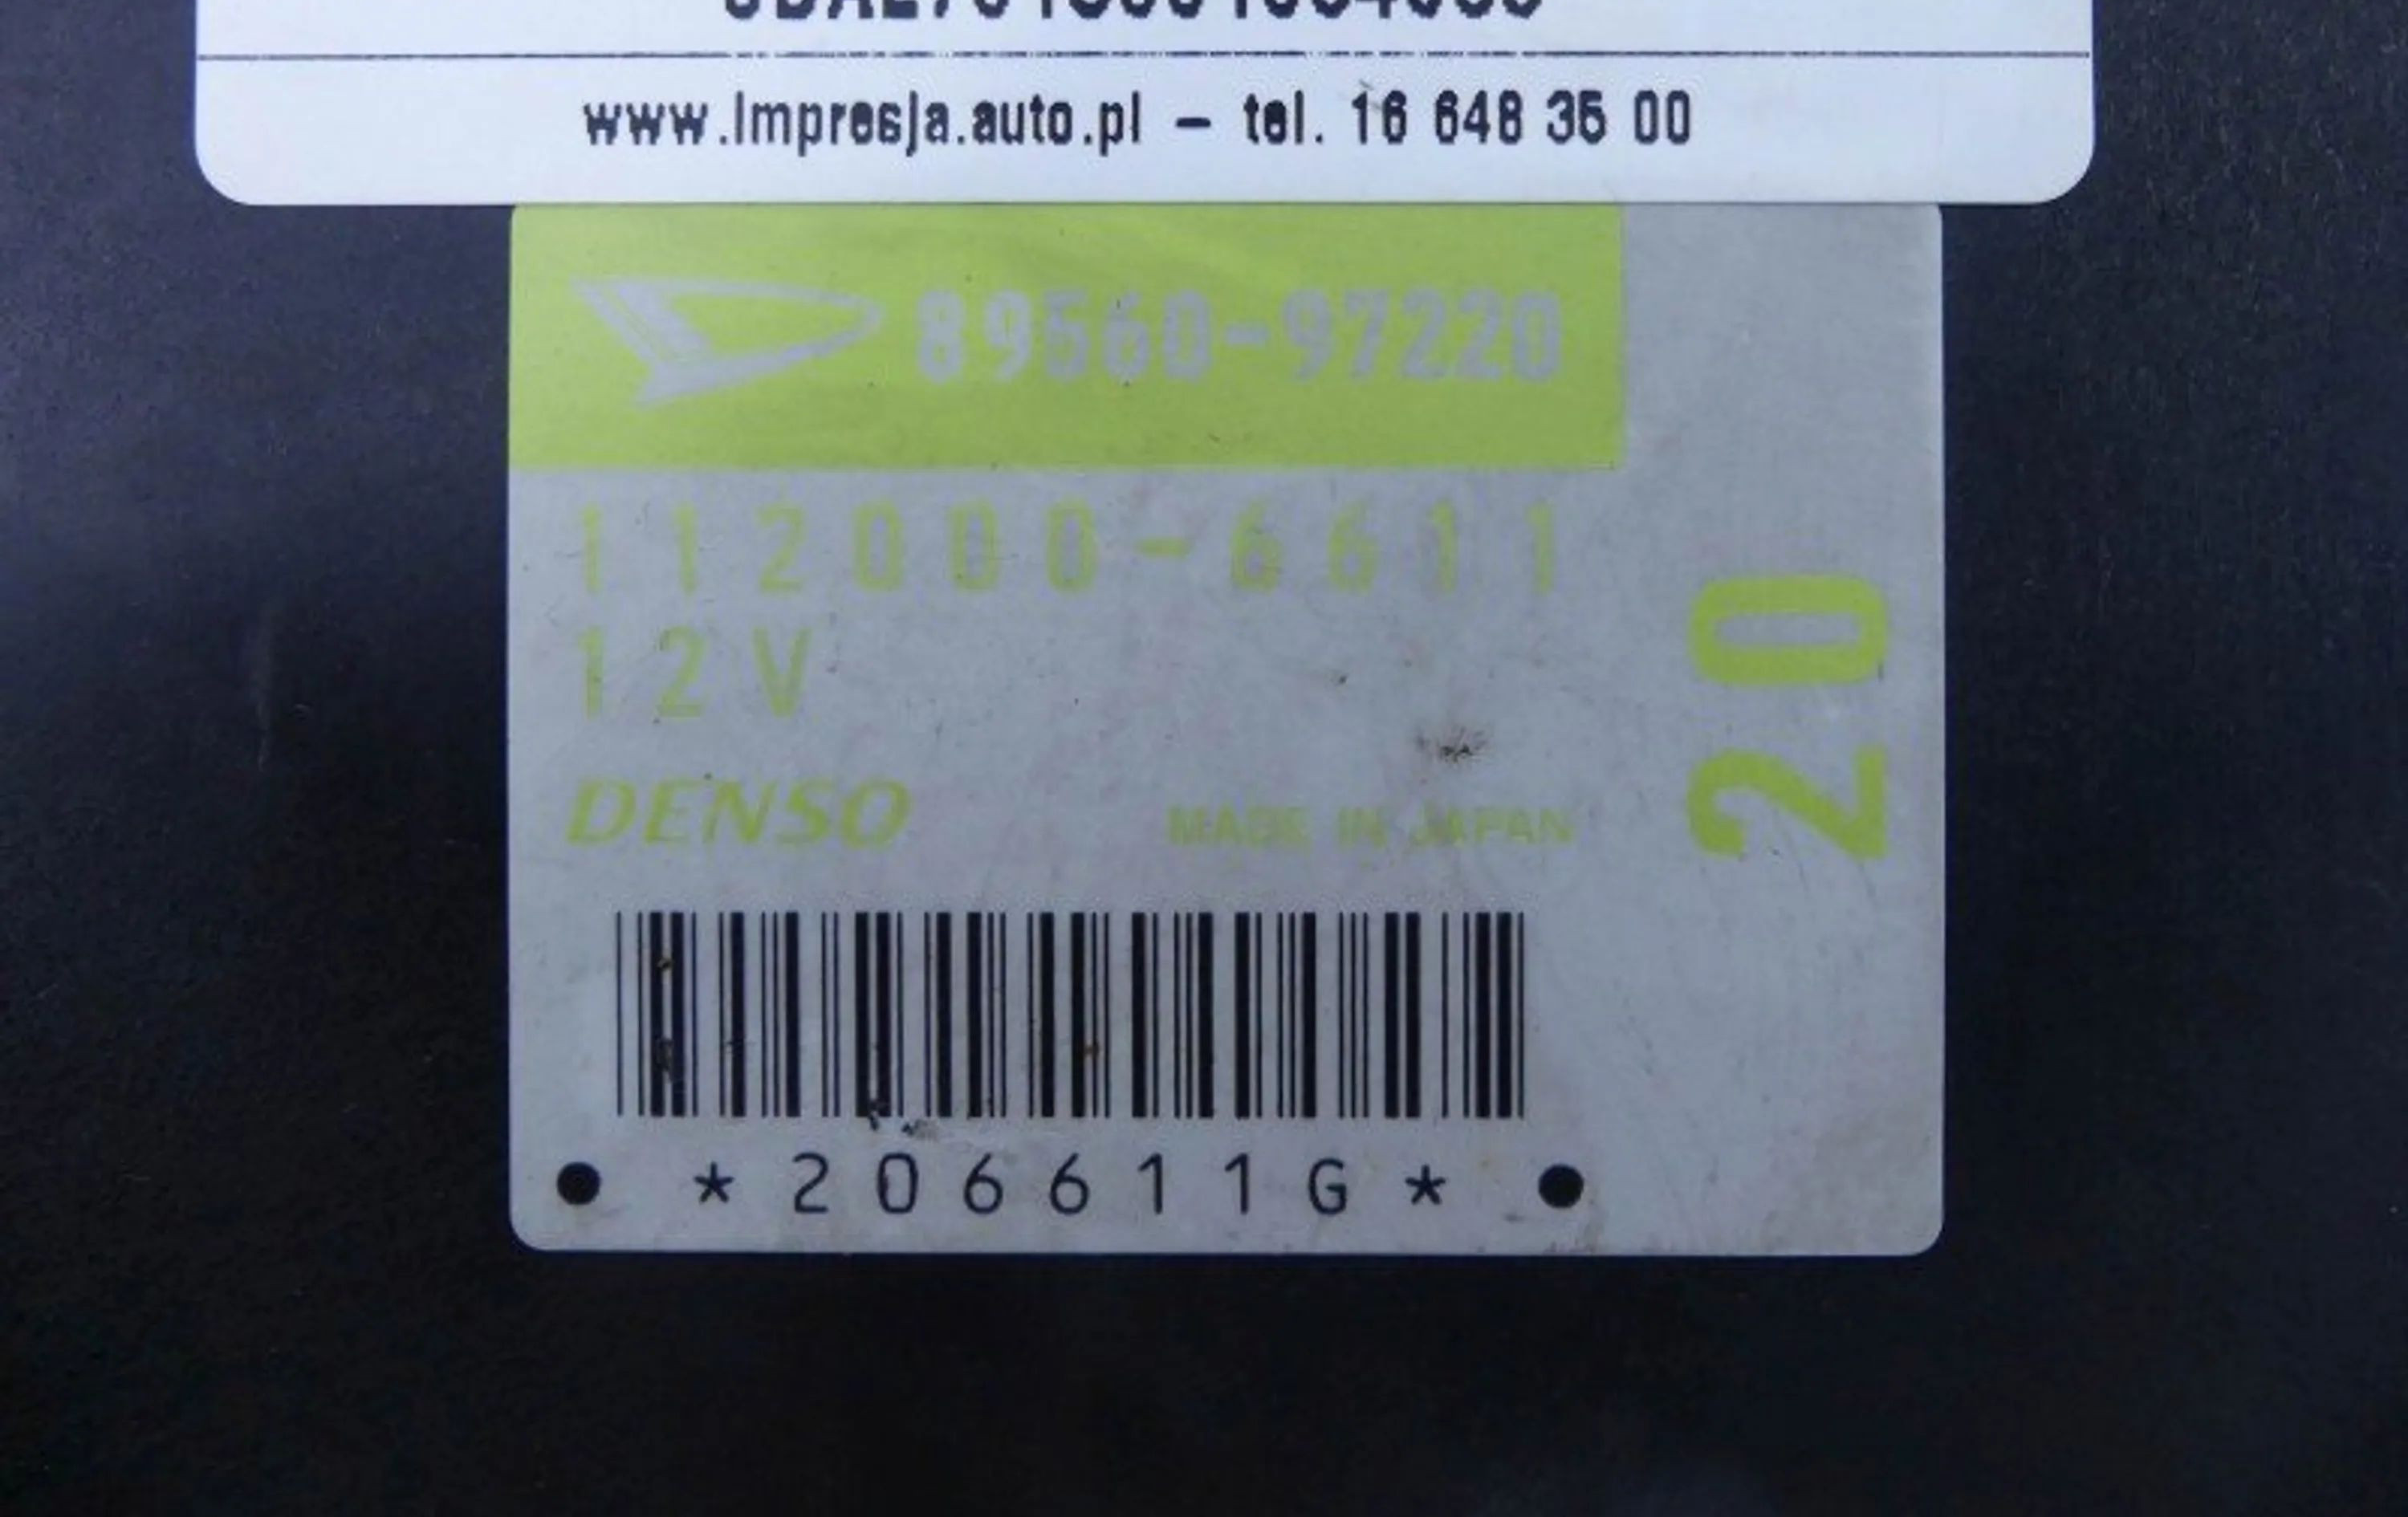 www.impresja.auto.pl – tel. 16 648 35 00
89560-97220
112000-6611
12V
20
DENSO MADE IN JAPAN
● *206611G* ●